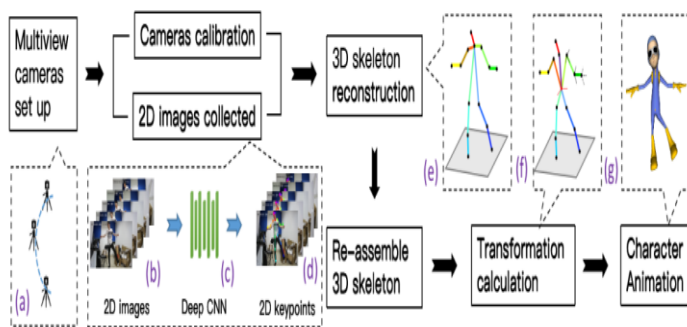 Multiview
cameras
set up
Cameras calibration
2D images collected
3D skeleton
reconstruction
(e)
(f)
(g)
(a)
(b)
(c)
(d)
2D images
Deep CNN
2D keypoints
Re-assemble
3D skeleton
Transformation
calculation
Character
Animation